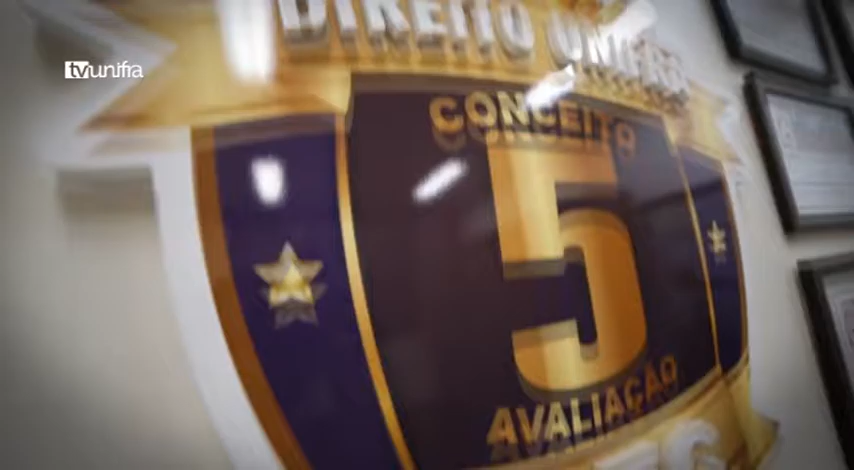 DIREITO UNIFRA
tvunifra
CONCEITO
5
AVALIAÇÃO